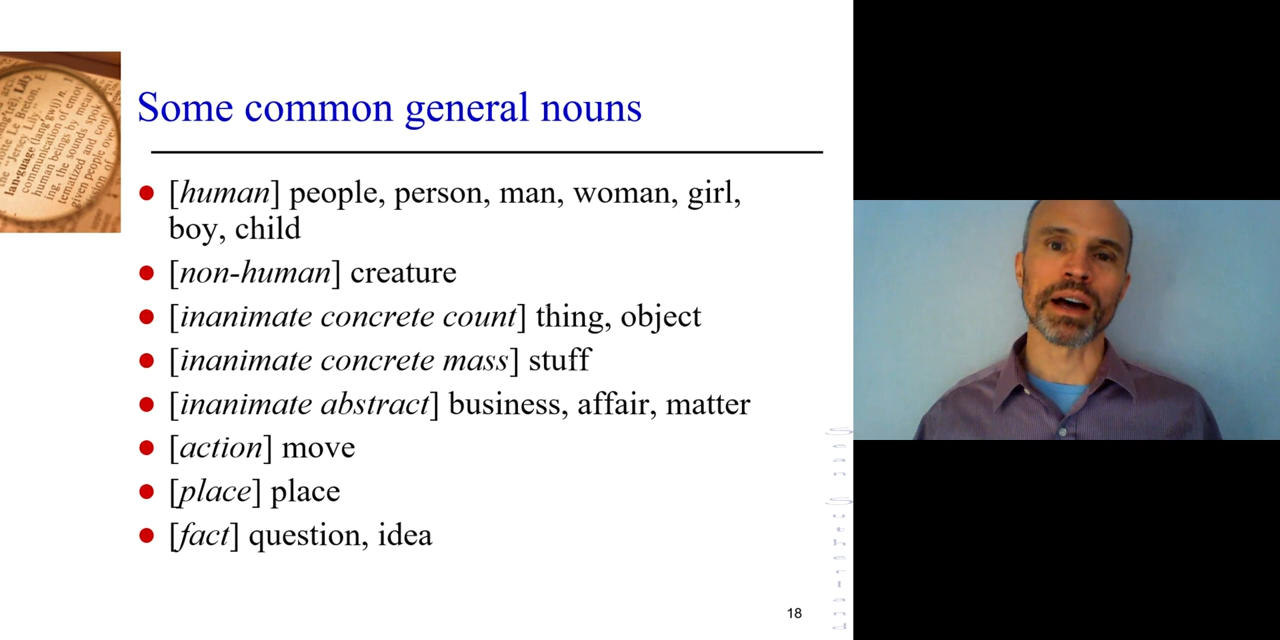 Some common general nouns
● [human] people, person, man, woman, girl,
boy, child
● [non-human] creature
● [inanimate concrete count] thing, object
● [inanimate concrete mass] stuff
● [inanimate abstract] business, affair, matter
● [action] move
● [place] place
● [fact] question, idea
18